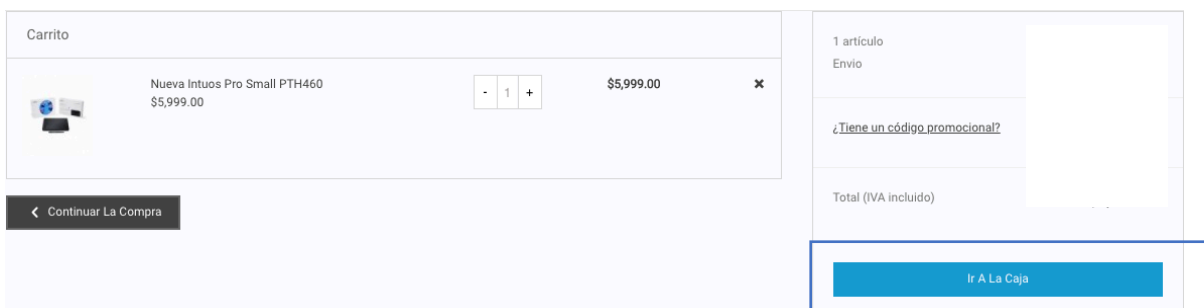 Carrito
Nueva Intuos Pro Small PTH460
$5,999.00
- 1 +
$5,999.00
✖
Continuar La Compra
1 artículo
Envio
¿Tiene un código promocional?
Total (IVA incluido)
Ir A La Caja